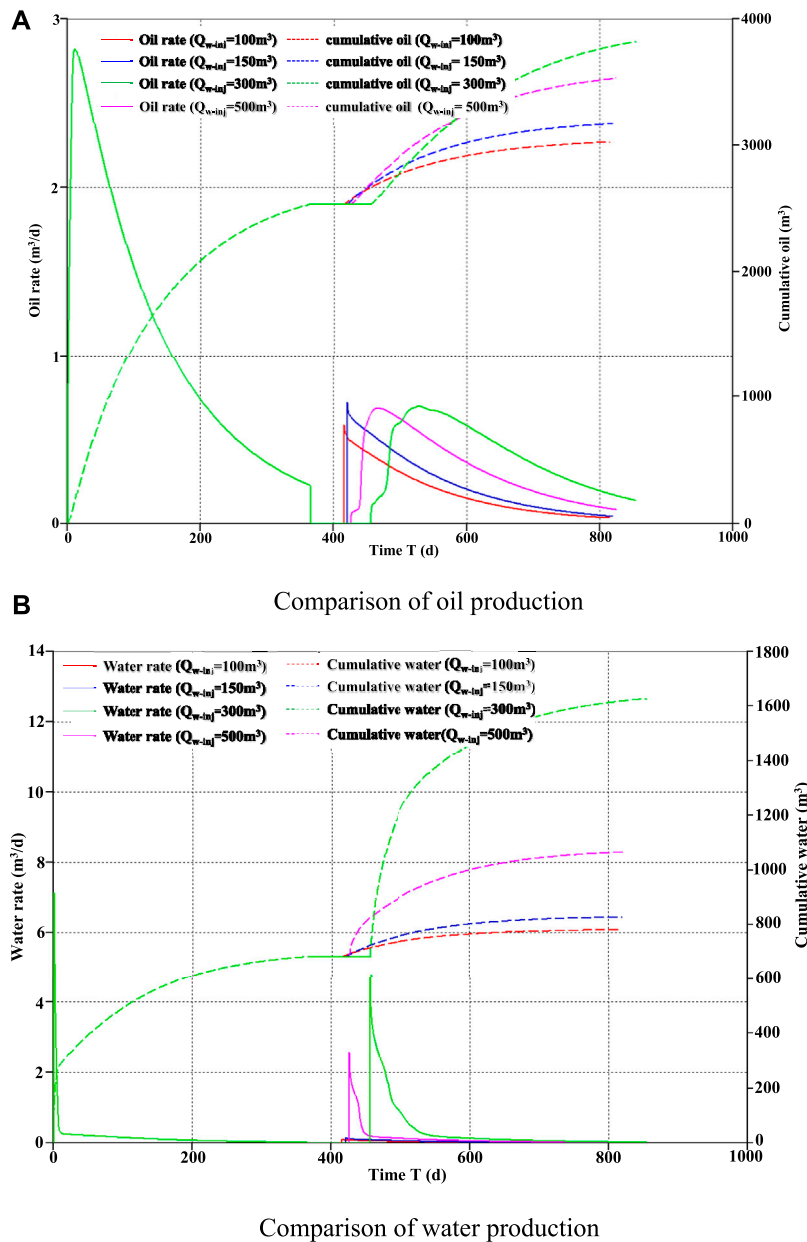 A
3
4000
Oil rate (Qw-inj=100m³) cumulative oil (Qw-inj=100m³)
Oil rate (Qw-inj=150m³) cumulative oil (Qw-inj= 150m³)
Oil rate (Qw-inj=300m³) cumulative oil (Qw-inj= 300m³)
Oil rate (Qw-inj=500m³) cumulative oil (Qw-inj= 500m³)
3000
2
Oil rate (m³/d)
Cumulative oil (m³)
2000
1
1000
0
0
0 200 400 600 800 1000
Time T (d)
Comparison of oil production
B
14
1800
Water rate (Qw-ini=100m³) Cumulative water (Qw-inj=100m³)
Water rate (Qw-inj=150m³) Cumulative water (Qw-inj=150m³)
Water rate (Qw-inj=300m³) Cumulative water (Qw-inj=300m³)
Water rate (Qw-inj=500m³) Cumulative water(Qw-inj=500m³)
12
1600
1400
10
1200
8
Water rate (m³/d)
Cumulative water (m³)
1000
6
800
600
4
400
2
200
0
0
0 200 400 600 800 1000
Time T (d)
Comparison of water production